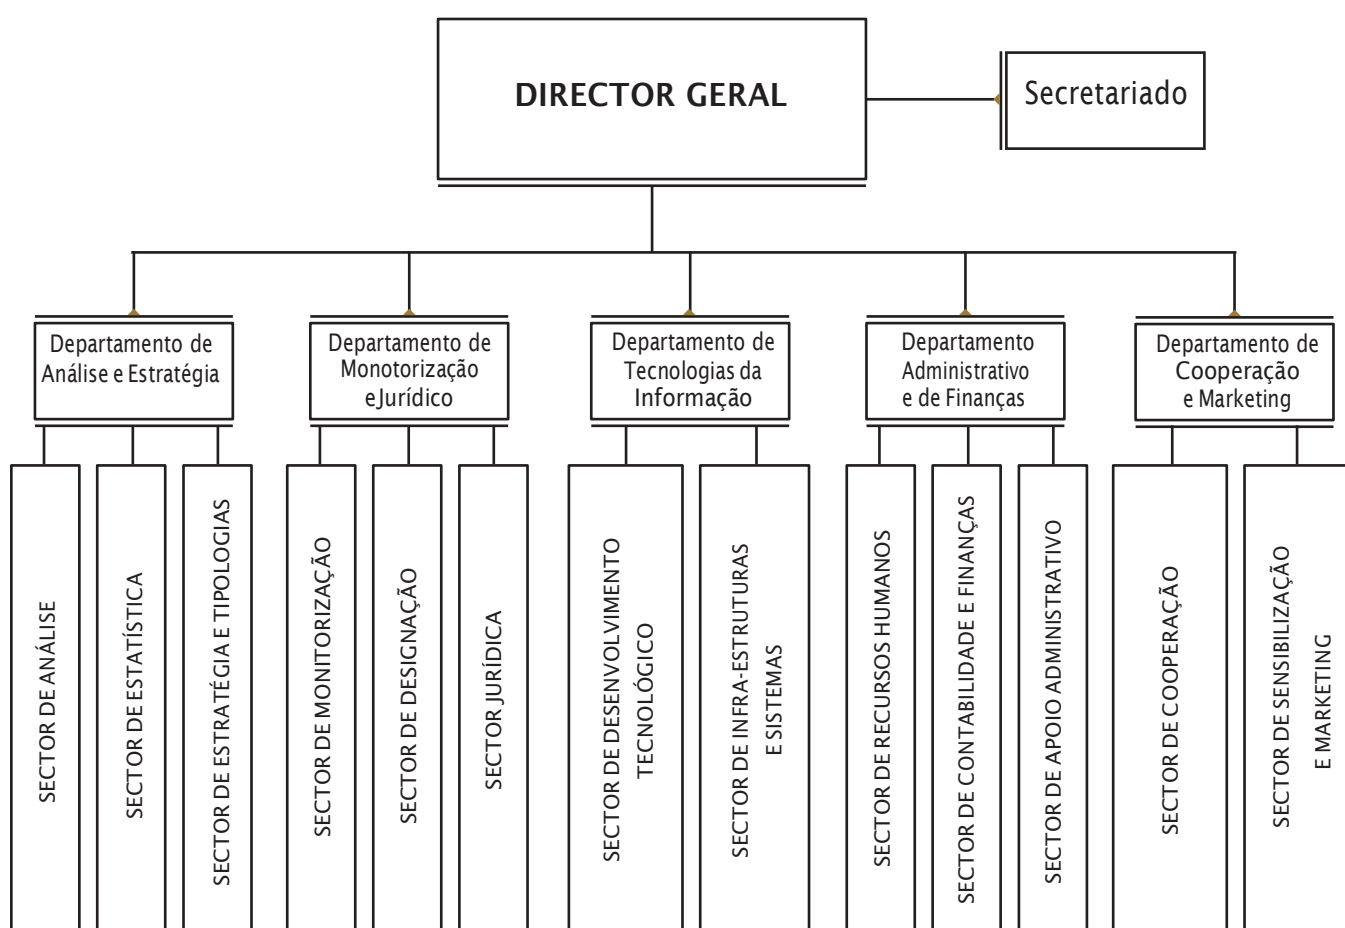 DIRECTOR GERAL
Secretariado
Departamento de
Análise e Estratégia
Departamento de
Monotorização
e Jurídico
Departamento de
Tecnologias da
Informação
Departamento
Administrativo
e de Finanças
Departamento de
Cooperação
e Marketing
SECTOR DE ANÁLISE
SECTOR DE ESTATÍSTICA
SECTOR DE ESTRATÉGIA E TIPOLOGIAS
SECTOR DE MONITORIZAÇÃO
SECTOR DE DESIGNAÇÃO
SECTOR JURÍDICA
SECTOR DE DESENVOLVIMENTO
TECNOLÓGICO
SECTOR DE INFRA-ESTRUTURAS
E SISTEMAS
SECTOR DE RECURSOS HUMANOS
SECTOR DE CONTABILIDADE E FINANÇAS
SECTOR DE APOIO ADMINISTRATIVO
SECTOR DE COOPERAÇÃO
SECTOR DE SENSIBILIZAÇÃO
E MARKETING